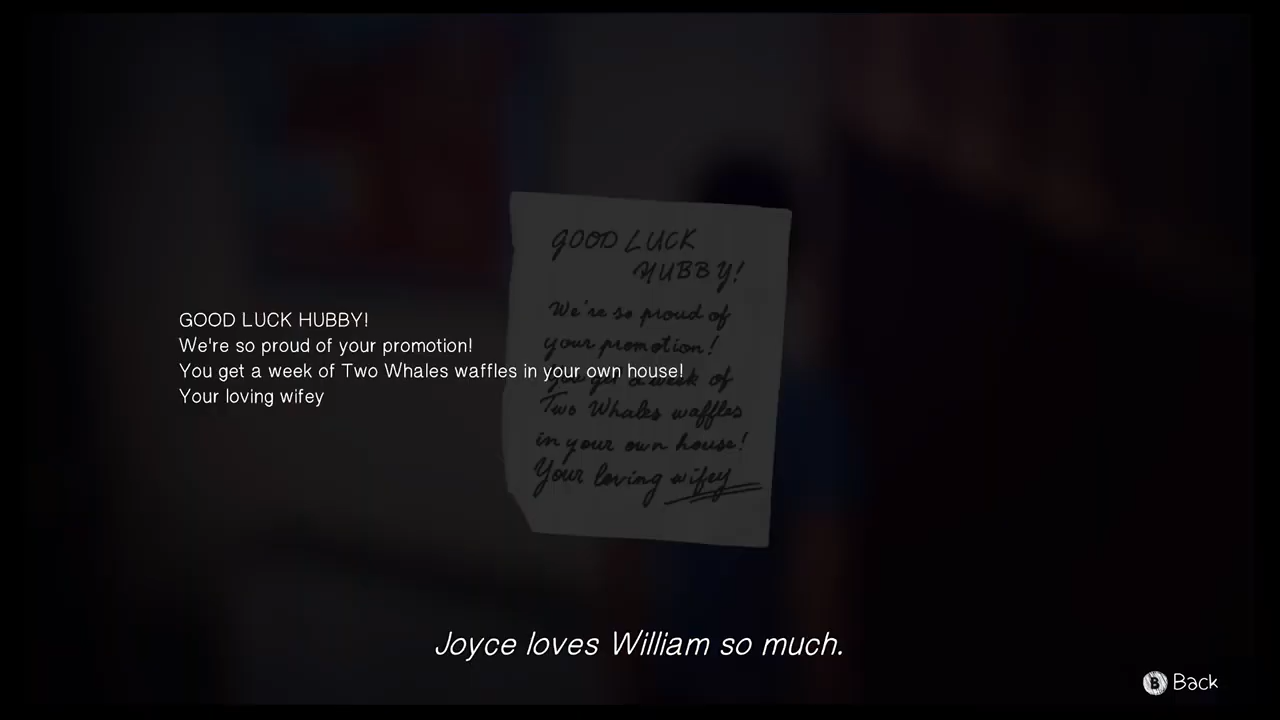 GOOD LUCK
HUBBY!
We're so proud of
your promotion!
You get a week of
Two Whales waffles
in your own house!
Your loving wifey
GOOD LUCK HUBBY!
We're so proud of your promotion!
You get a week of Two Whales waffles in your own house!
Your loving wifey
Joyce loves William so much.
B Back